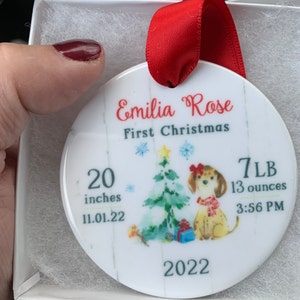 Emilia Rose
First Christmas
20
inches
11.01.22
7LB
13 ounces
3:56 PM
2022